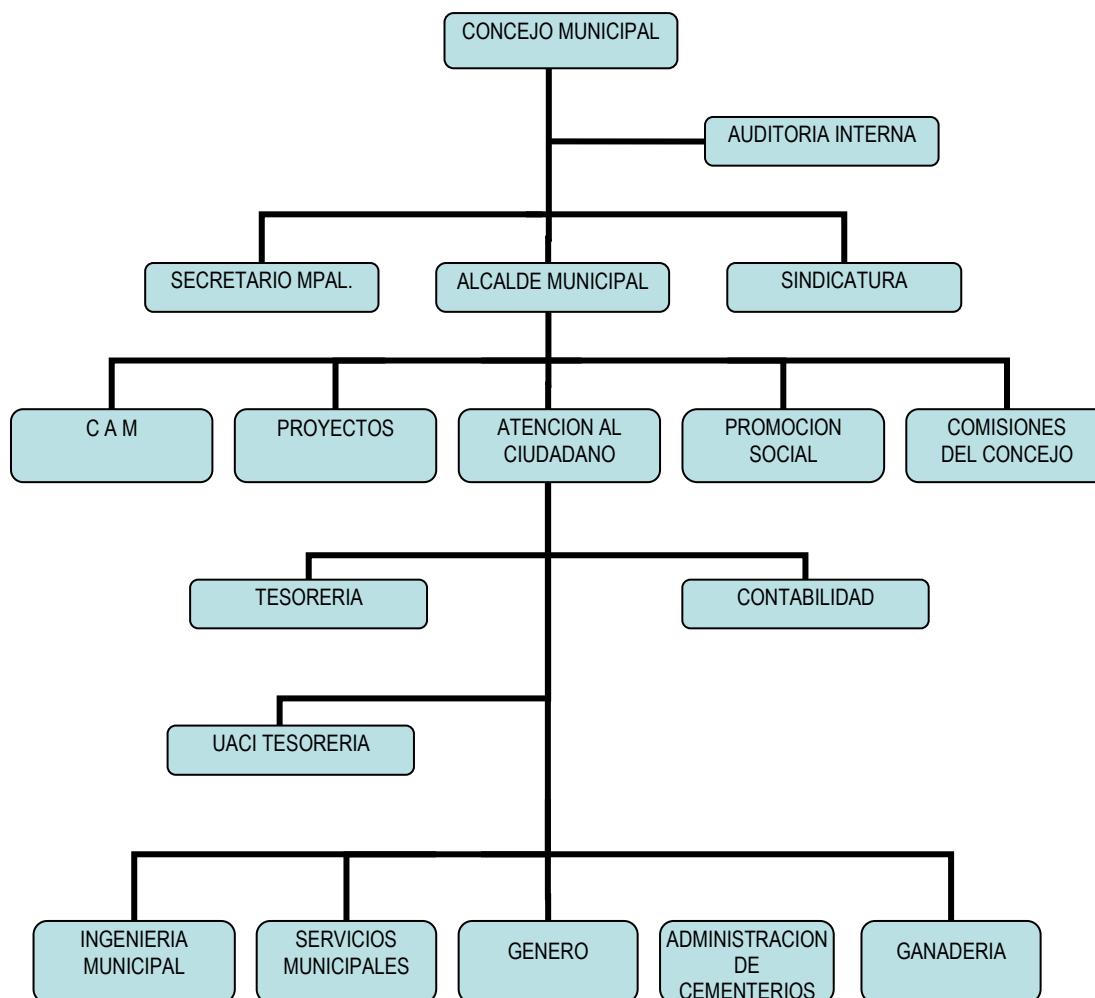 CONCEJO MUNICIPAL
AUDITORIA INTERNA
SECRETARIO MPAL.
ALCALDE MUNICIPAL
SINDICATURA
C A M
PROYECTOS
ATENCION AL
CIUDADANO
PROMOCION
SOCIAL
COMISIONES
DEL CONCEJO
TESORERIA
CONTABILIDAD
UACI TESORERIA
INGENIERIA
MUNICIPAL
SERVICIOS
MUNICIPALES
GENERO
ADMINISTRACION
DE
CEMENTERIOS
GANADERIA